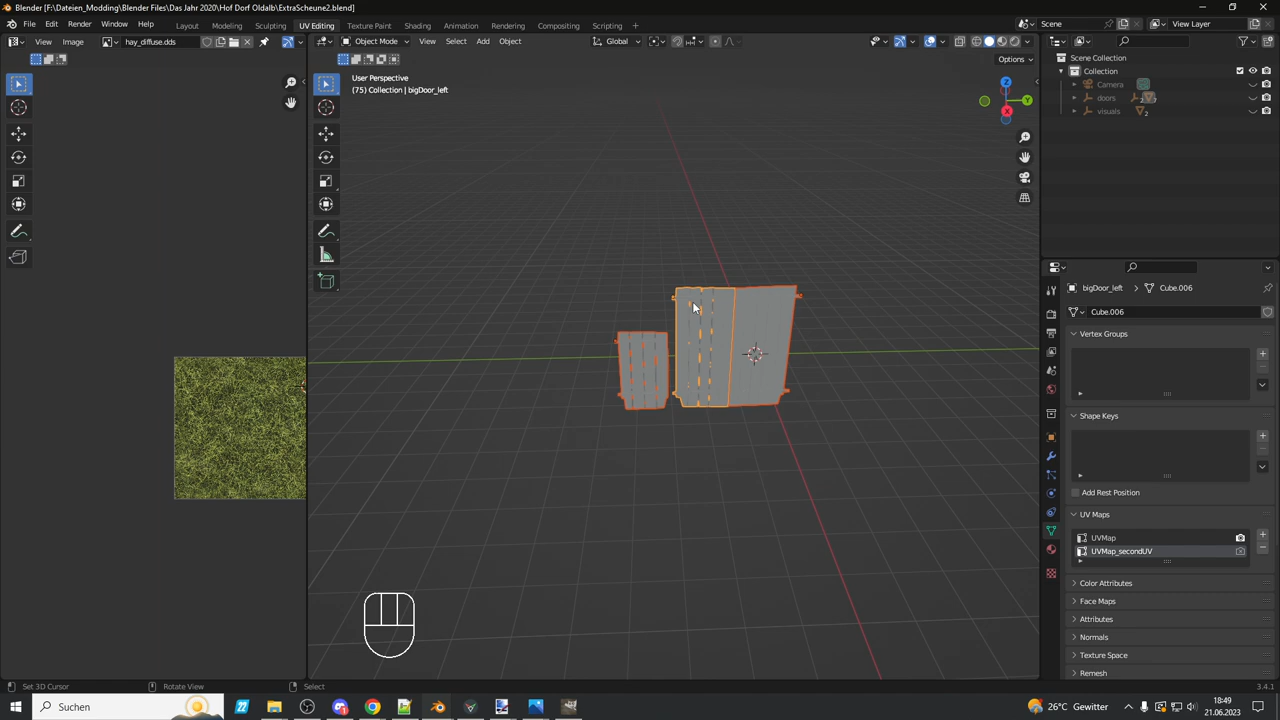 Blender [F:\Dateien_Modding\Blender Files\Das Jahr 2020\Hof Dorf Oldalb\ExtraScheune2.blend]
File Edit Render Window Help Layout Modeling Sculpting UV Editing Texture Paint Shading Animation Rendering Compositing Scripting + Scene View Layer
View Image hay_diffuse.dds Object Mode View Select Add Object Global
Options
User Perspective
(75) Collection | bigDoor_left
Z
Y
X
Scene Collection
Collection
Camera
doors
visuals
2
bigDoor_left > Cube.006
Cube.006
Vertex Groups
Shape Keys
Add Rest Position
UV Maps
UVMap
UVMap_secondUV
Color Attributes
Face Maps
Attributes
Normals
Texture Space
Remesh
Set 3D Cursor Rotate View Select 3.4.1
Suchen
26°C Gewitter
18:49
21.06.2023